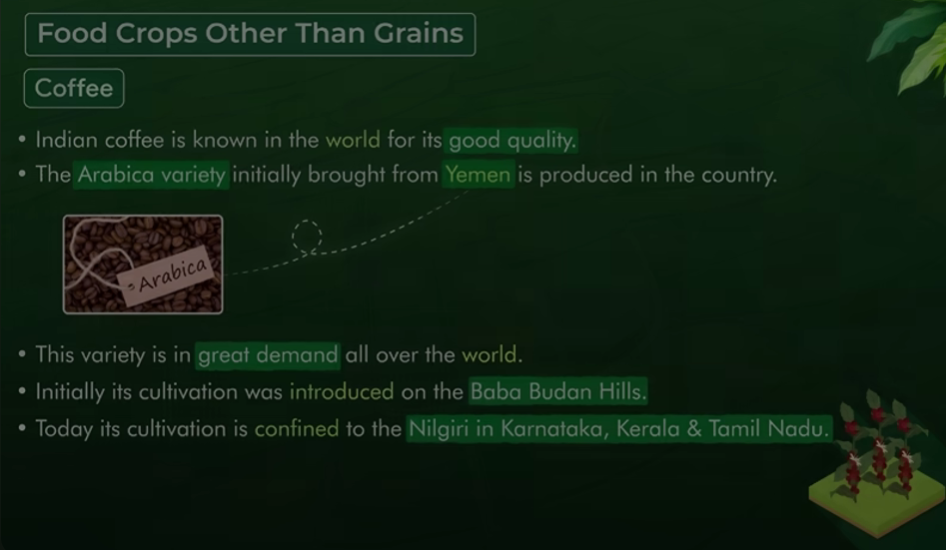 Food Crops Other Than Grains
Coffee
• Indian coffee is known in the world for its good quality.
• The Arabica variety initially brought from Yemen is produced in the country.
Arabica
• This variety is in great demand all over the world.
• Initially its cultivation was introduced on the Baba Budan Hills.
• Today its cultivation is confined to the Nilgiri in Karnataka, Kerala & Tamil Nadu.